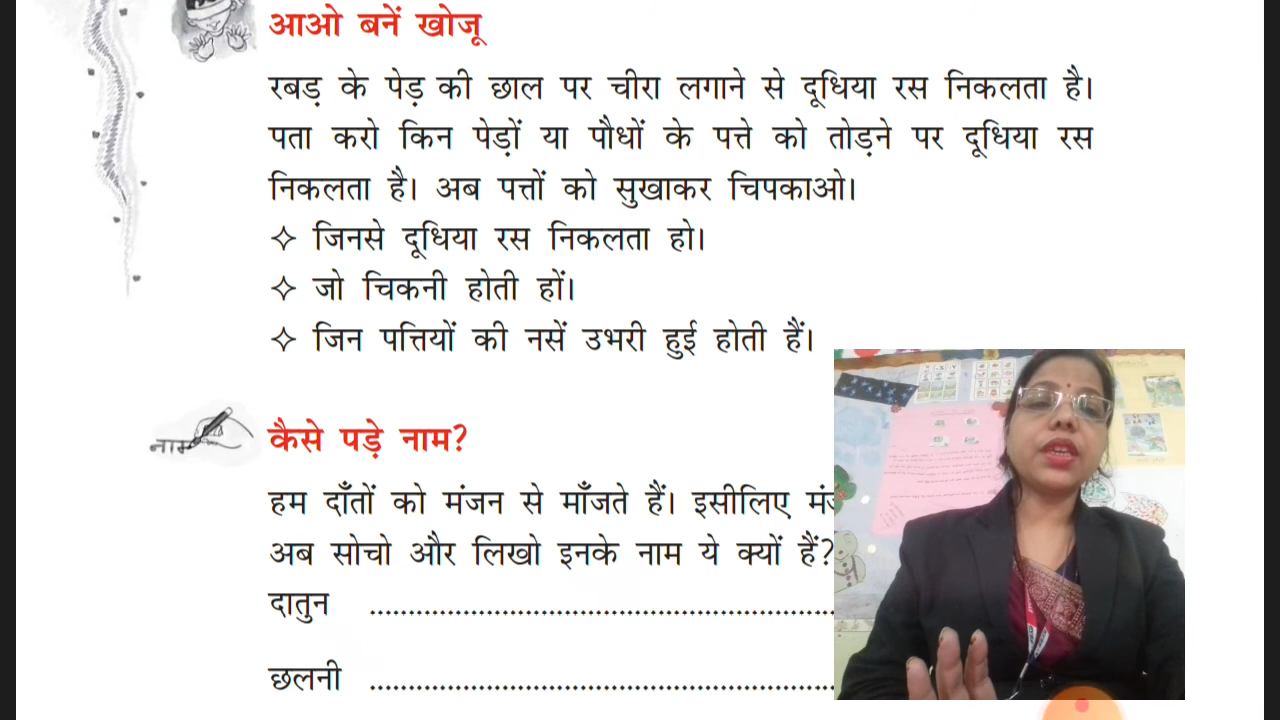 आओ बनें खोजू
रबड़ के पेड़ की छाल पर चीरा लगाने से दूधिया रस निकलता है।
पता करो किन पेड़ों या पौधों के पत्ते को तोड़ने पर दूधिया रस
निकलता है। अब पत्तों को सुखाकर चिपकाओ।
✧ जिनसे दूधिया रस निकलता हो।
✧ जो चिकनी होती हों।
✧ जिन पत्तियों की नसें उभरी हुई होती हैं।
नाम
कैसे पड़े नाम?
हम दाँतों को मंजन से माँजते हैं। इसीलिए
अब सोचो और लिखो इनके नाम ये क्यों हैं?
दातुन ......................................................
छलनी ......................................................